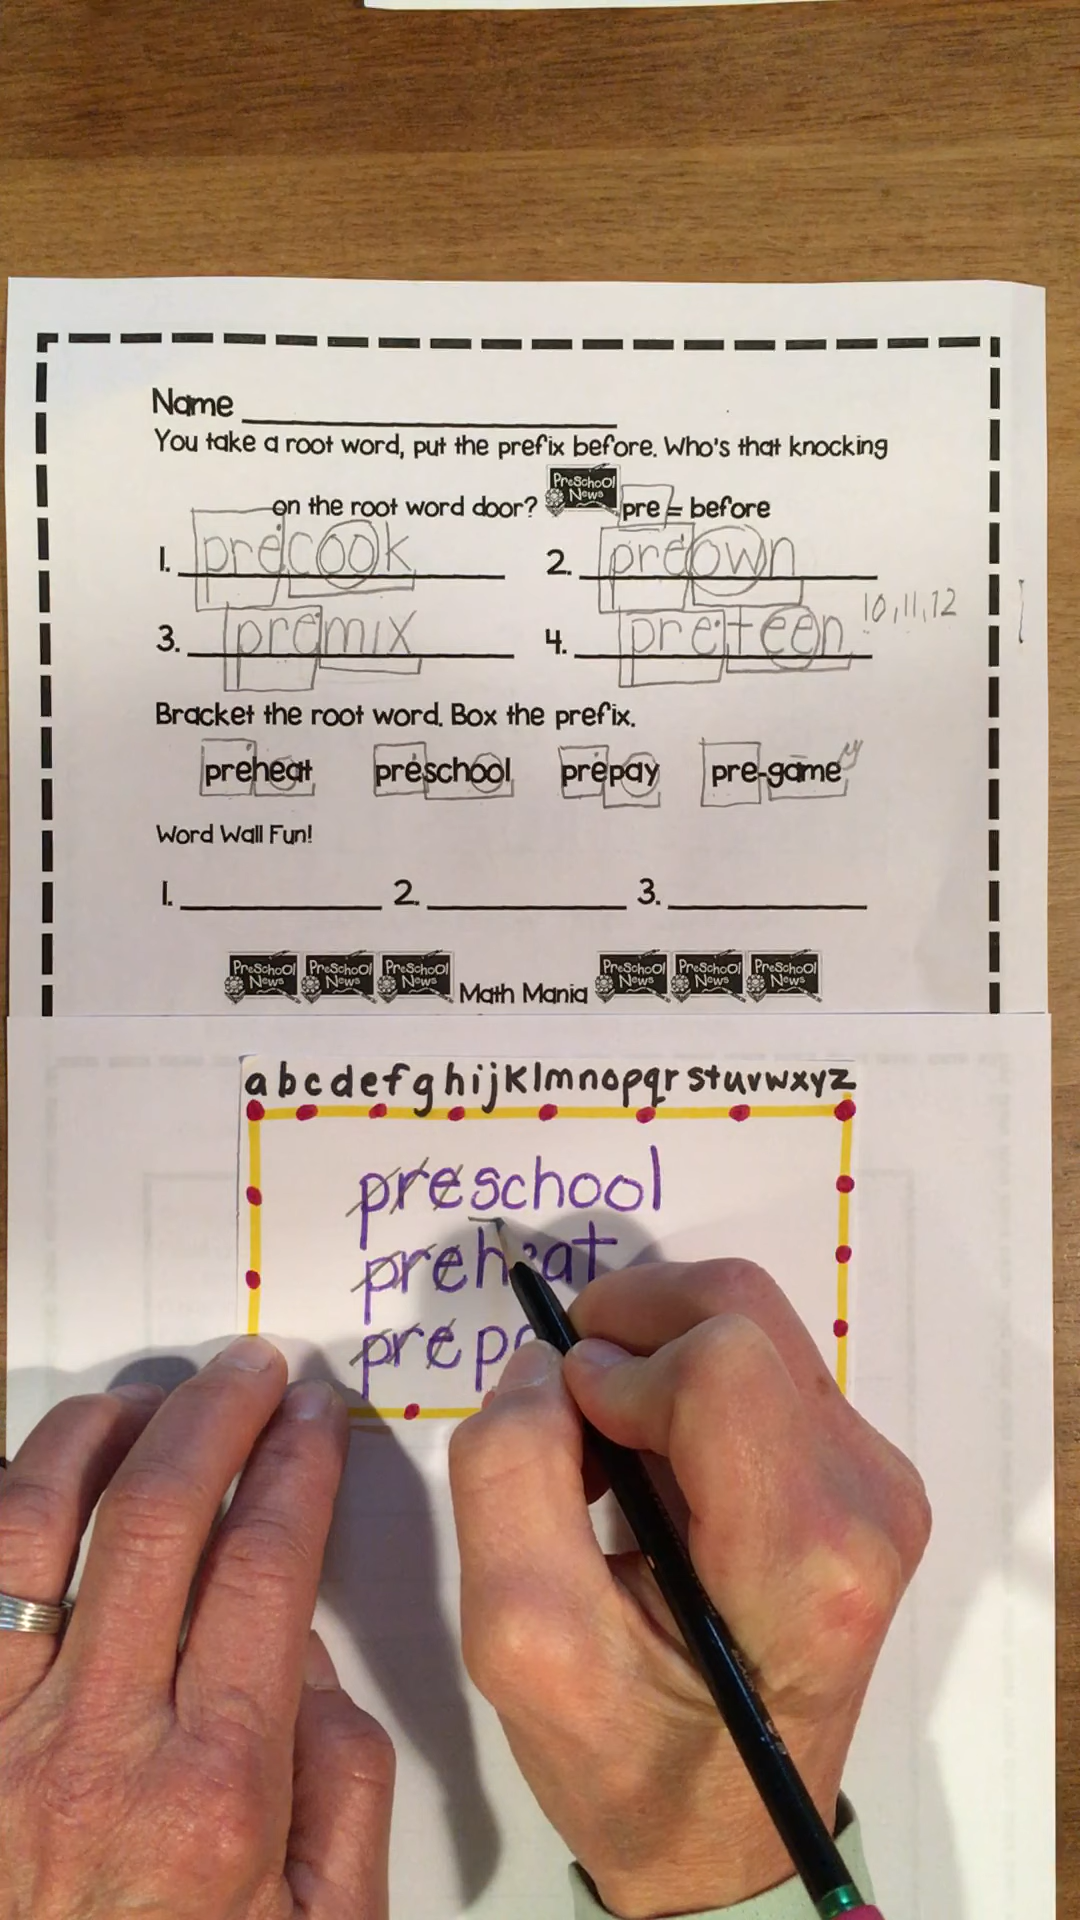 Name
You take a root word, put the prefix before. Who's that knocking
on the root word door? PreSchool News pre = before
1. precook 2. preown
3. premix 4. preteen 10, 11, 12
Bracket the root word. Box the prefix.
preheat preschool prepay pre-game
Word Wall Fun!
1. 2. 3.
PreSchool News PreSchool News PreSchool News Math Mania PreSchool News PreSchool News PreSchool News
a b c d e f g h i j k l m n o p q r s t u v w x y z
preschool
preheat